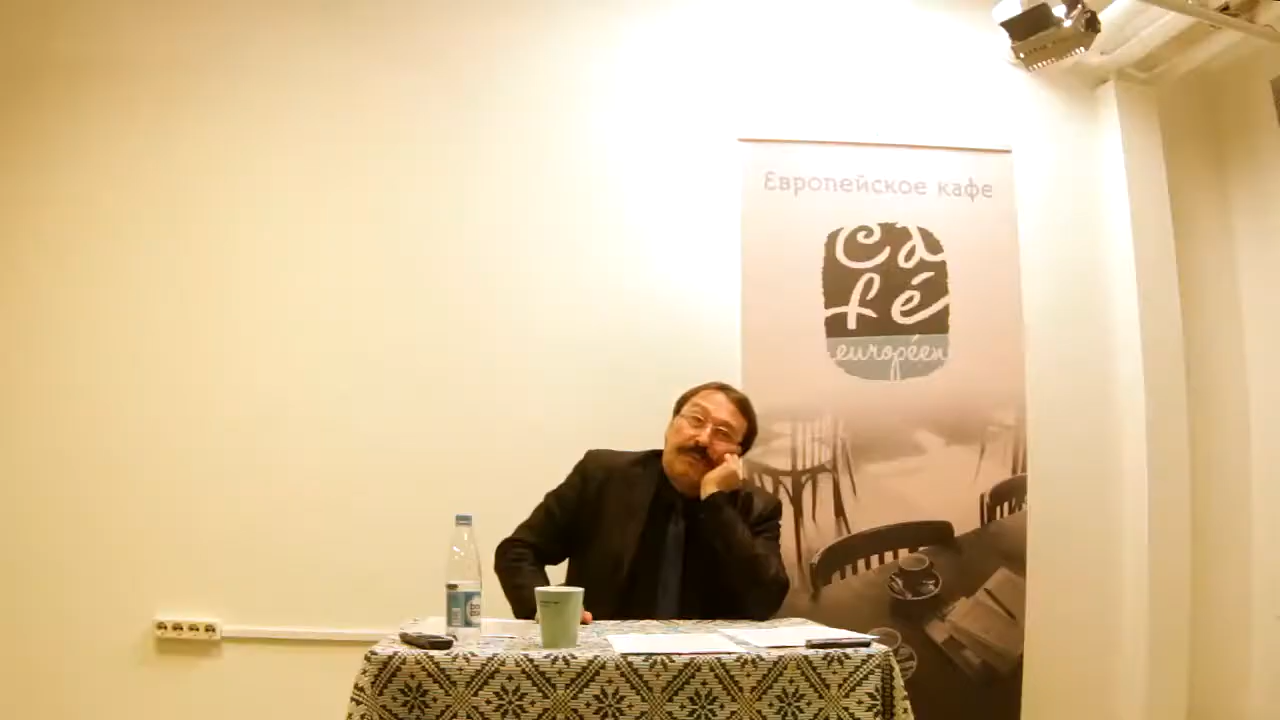 Европейское кафе
ca
fé
européen